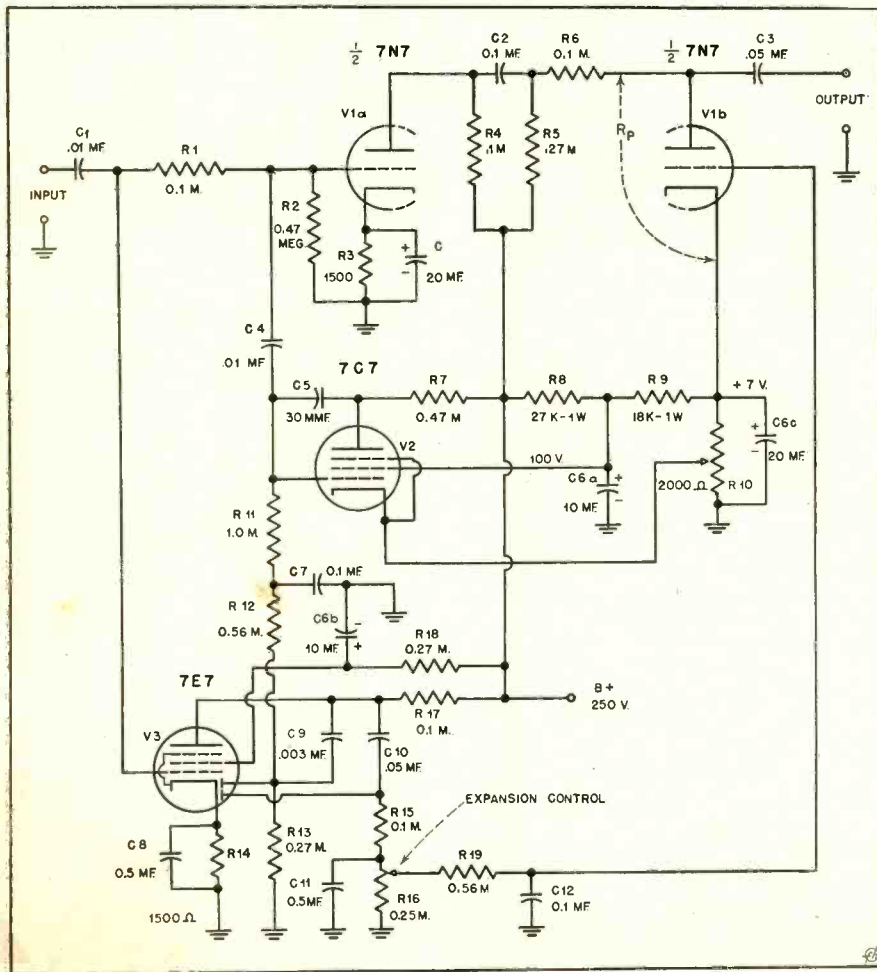 ½ 7N7
C2
0.1 MF.
R6
0.1 M.
½ 7N7
C3
.05 MF.
V1a
V1b
OUTPUT
C1
.01 MF.
R1
0.1 M.
R4
.1M
R5
.27M
RP
INPUT
R2
0.47
MEG.
R3
1500
C
20 MF.
C4
.01 MF.
7C7
C5
30 MMF.
R7
0.47 M
R8
27 K-1W
R9
18K-1W
+7 V.
V2
100 V.
C6c
20 MF.
C6a
10 MF.
2000 Ω
R10
R11
1.0 M.
C7
0.1 MF.
R12
0.56 M.
C6b
10 MF.
R18
0.27 M.
7E7
B+
250 V.
R17
0.1 M.
V3
C9
.003 MF.
C10
.05 MF.
EXPANSION CONTROL
R15
0.1 M.
C8
0.5 MF.
R14
R13
0.27 M.
R19
0.56 M
C11
0.5 MF.
R16
0.25 M.
C12
0.1 MF.
1500 Ω